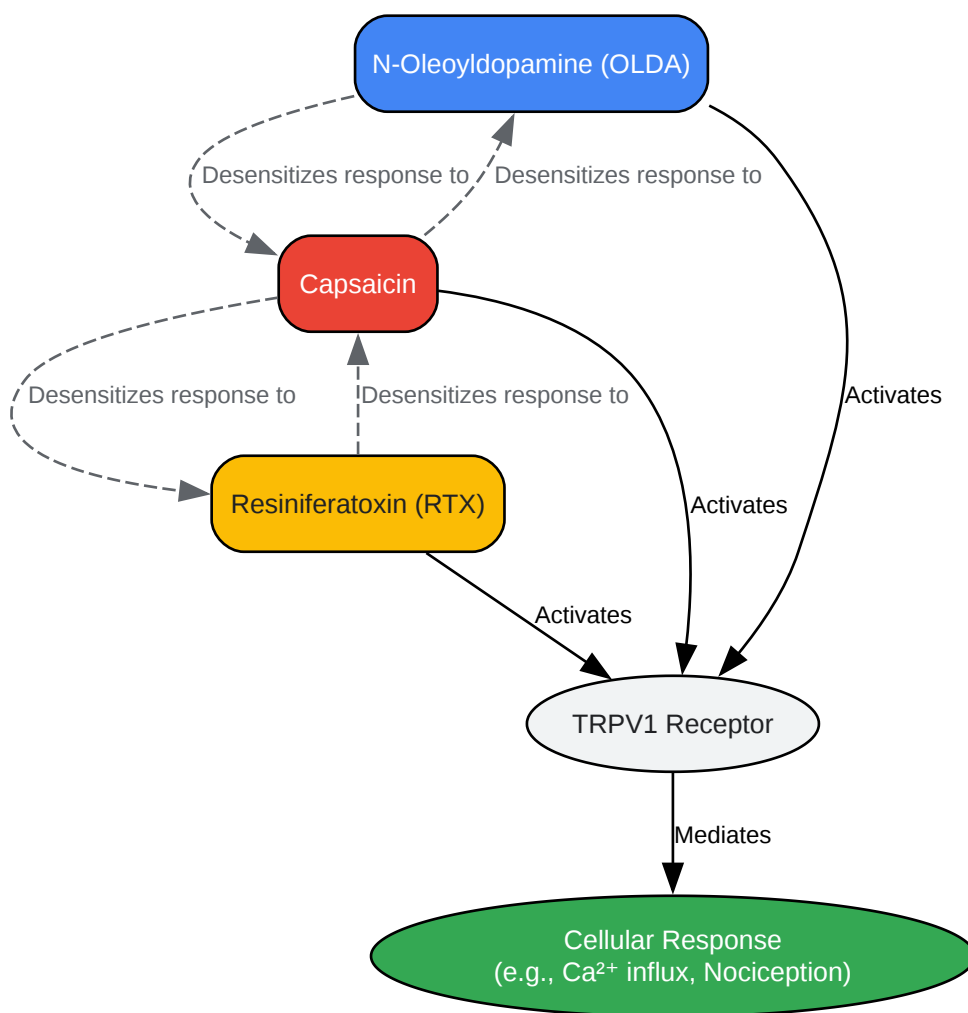 N-Oleoyldopamine (OLDA)
Desensitizes response to
Desensitizes response to
Capsaicin
Desensitizes response to
Desensitizes response to
Activates
Resiniferatoxin (RTX)
Activates
Activates
TRPV1 Receptor
Mediates
Cellular Response
(e.g., Ca²⁺ influx, Nociception)